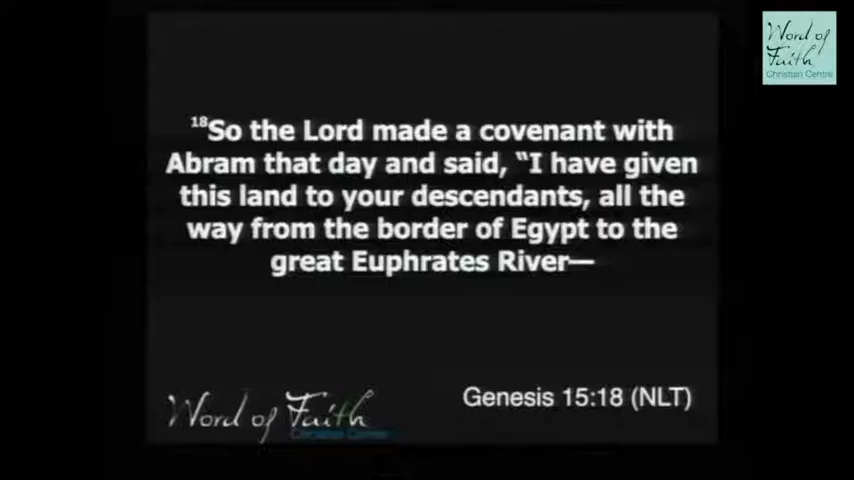 Word of
Faith
Christian Centre
18So the Lord made a covenant with
Abram that day and said, “I have given
this land to your descendants, all the
way from the border of Egypt to the
great Euphrates River—
Genesis 15:18 (NLT)
Word of Faith
Christian Centre